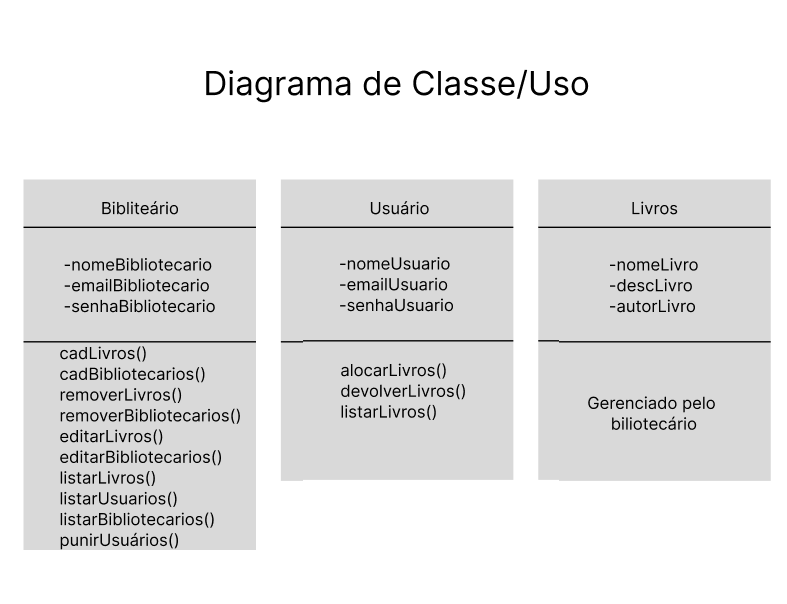 Diagrama de Classe/Uso
Bibliteário
-nomeBibliotecario
-emailBibliotecario
-senhaBibliotecario
cadLivros()
cadBibliotecarios()
removerLivros()
removerBibliotecarios()
editarLivros()
editarBibliotecarios()
listarLivros()
listarUsuarios()
listarBibliotecarios()
punirUsuários()
Usuário
-nomeUsuario
-emailUsuario
-senhaUsuario
alocarLivros()
devolverLivros()
listarLivros()
Livros
-nomeLivro
-descLivro
-autorLivro
Gerenciado pelo
biliotecário